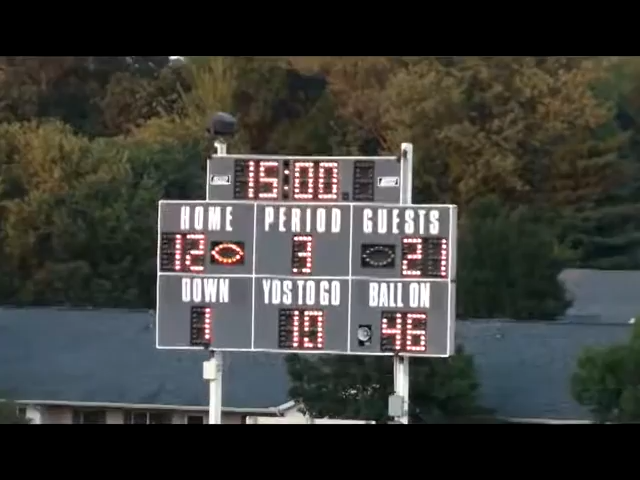 15:00
HOME PERIOD GUESTS
12 3 21
DOWN YDS TO GO BALL ON
1 10 46